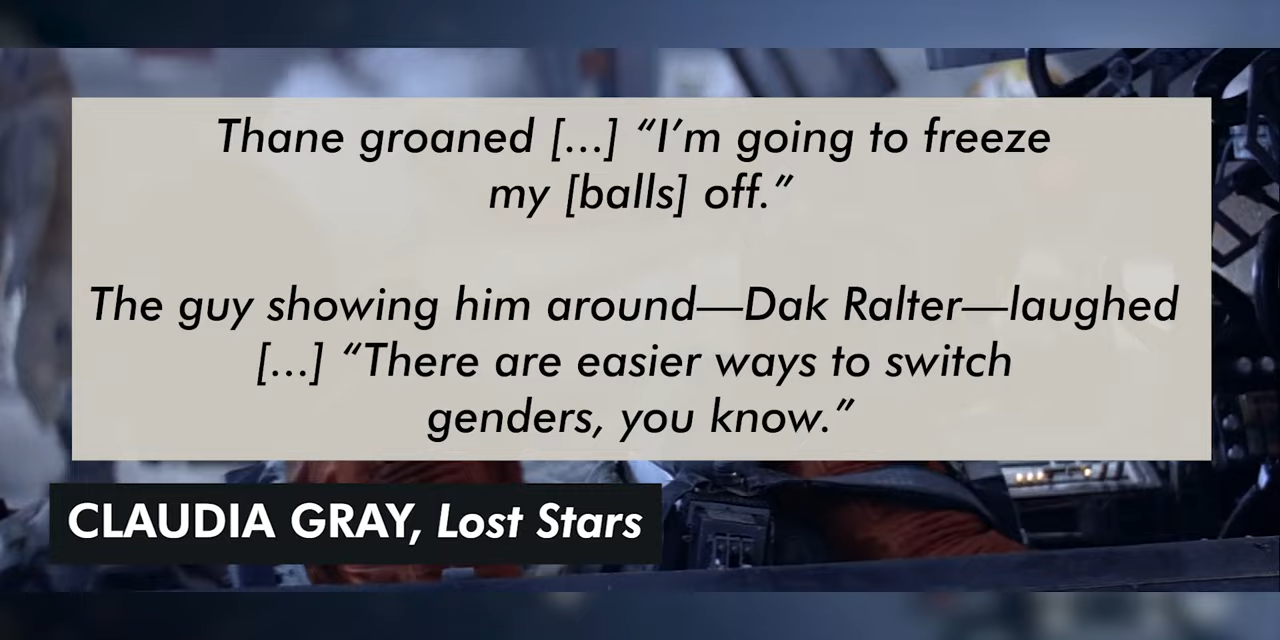 Thane groaned [...] “I’m going to freeze
my [balls] off.”
The guy showing him around—Dak Ralter—laughed
[...] “There are easier ways to switch
genders, you know.”
CLAUDIA GRAY, Lost Stars